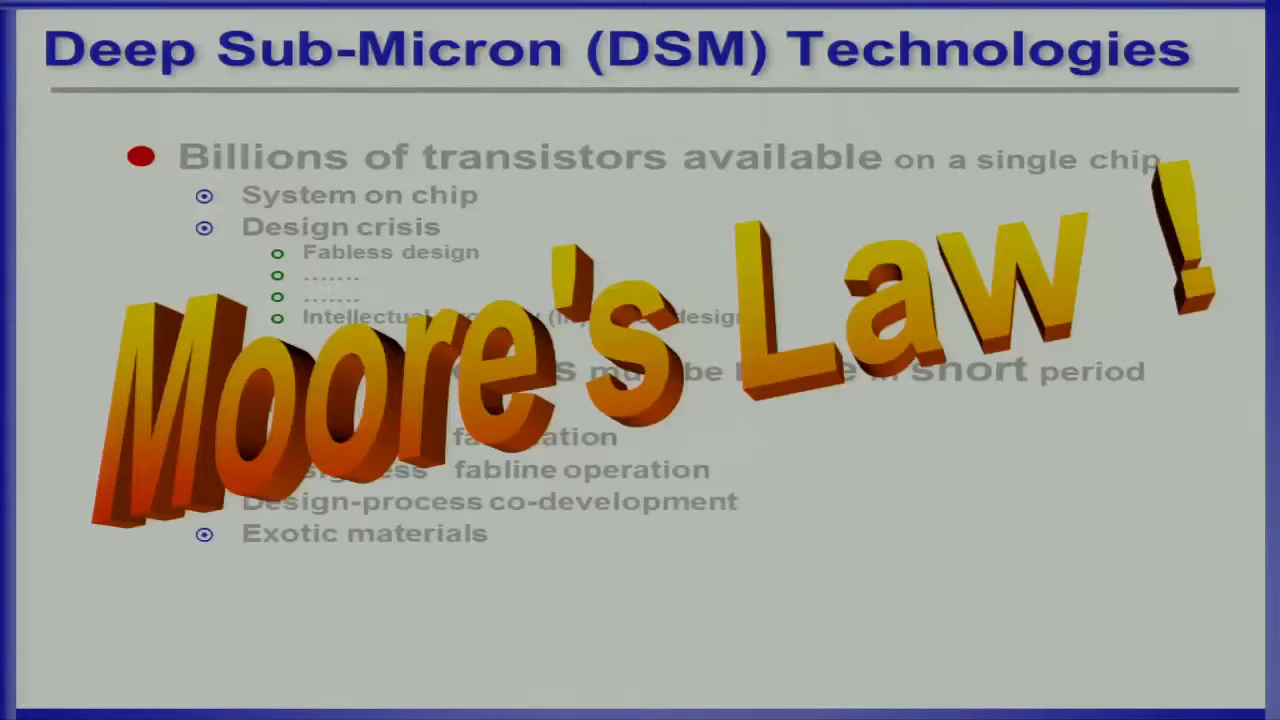 Deep Sub-Micron (DSM) Technologies
Billions of transistors available on a single chip
System on chip
Design crisis
Fabless design
.......
.......
Intellectual
Moore's Law !
must be in short period
fabline operation
Design-process co-development
Exotic materials